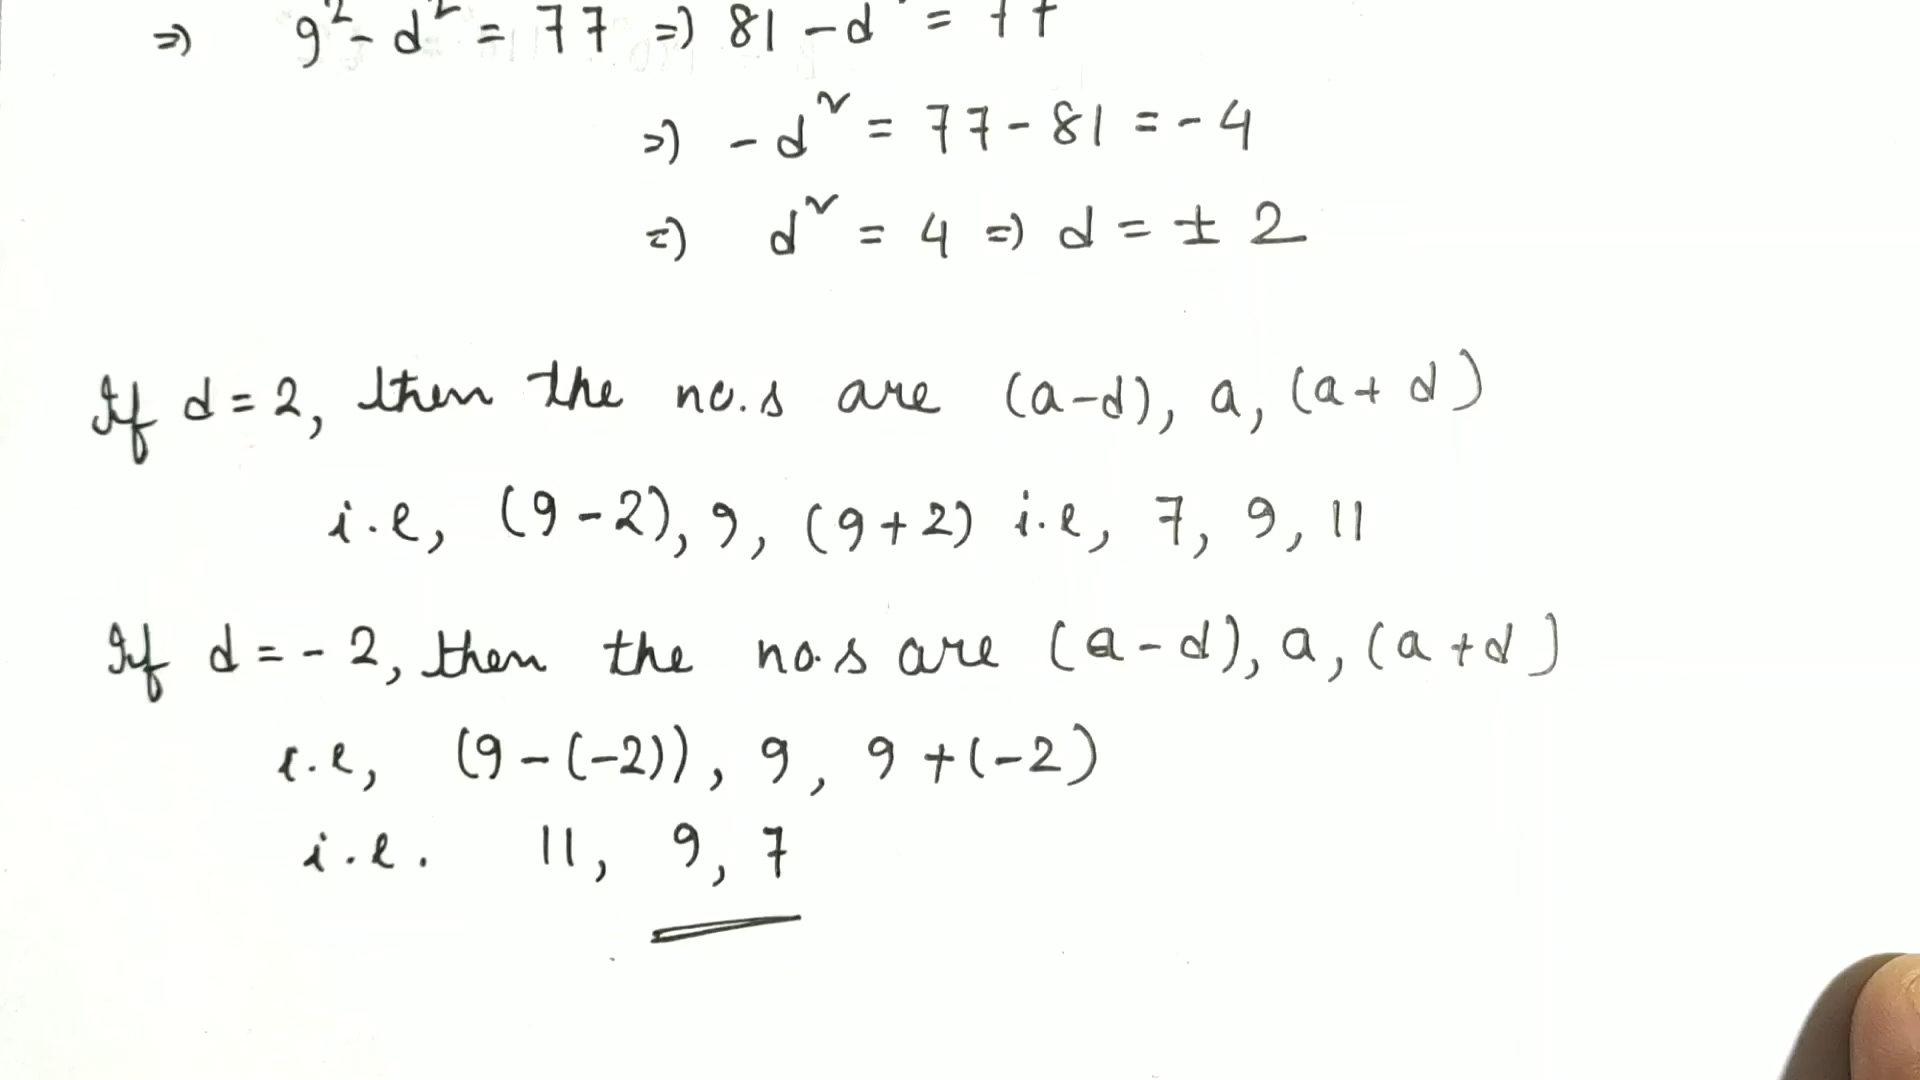 => 9² - d² = 77 => 81 - d² = 77
=> - d² = 77 - 81 = - 4
=> d² = 4 => d = ± 2
If d = 2, then the no.s are (a-d), a, (a + d)
i.e, (9 - 2), 9, (9 + 2) i.e, 7, 9, 11
If d = - 2, then the no.s are (a - d), a, (a + d)
i.e, (9 - (-2)), 9, 9 + (-2)
i.e. 11, 9, 7